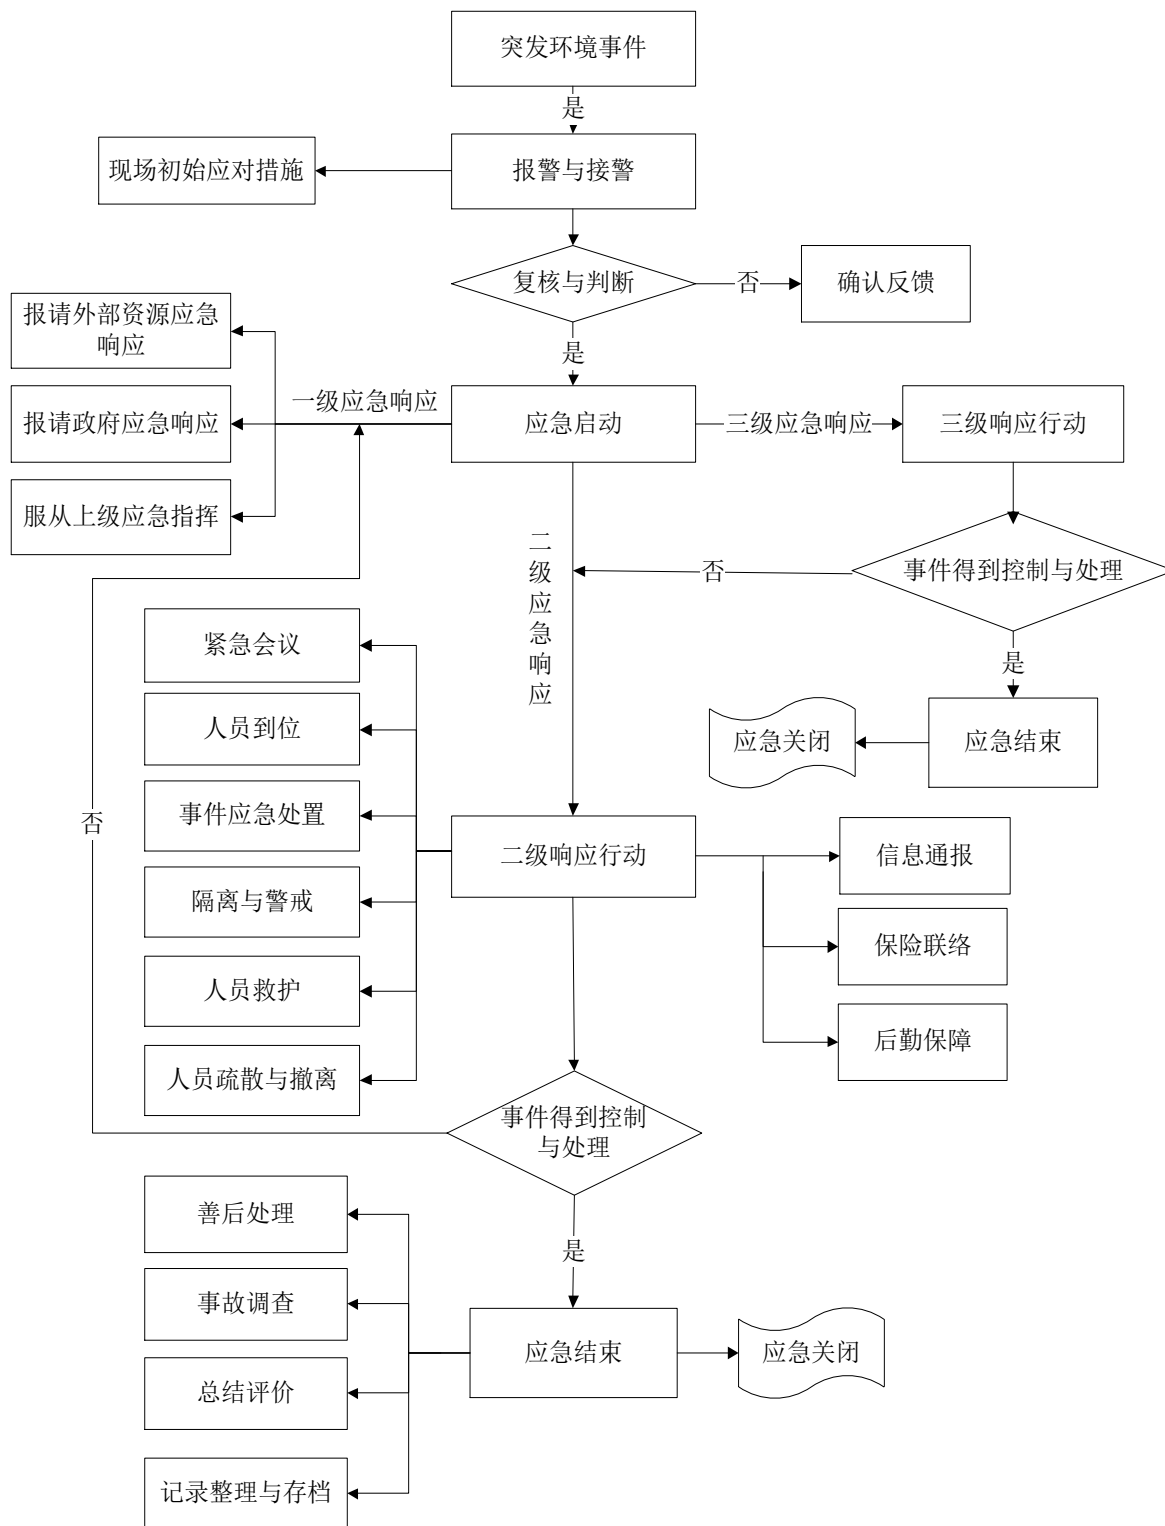 突发环境事件
是
现场初始应对措施
报警与接警
复核与判断
否
确认反馈
报请外部资源应急
响应
是
报请政府应急响应
一级应急响应
应急启动
三级应急响应
三级响应行动
服从上级应急指挥
二级应急响应
否
事件得到控制与处理
紧急会议
是
人员到位
应急关闭
应急结束
事件应急处置
否
二级响应行动
信息通报
隔离与警戒
保险联络
人员救护
后勤保障
人员疏散与撤离
事件得到控制
与处理
善后处理
是
事故调查
应急结束
应急关闭
总结评价
记录整理与存档